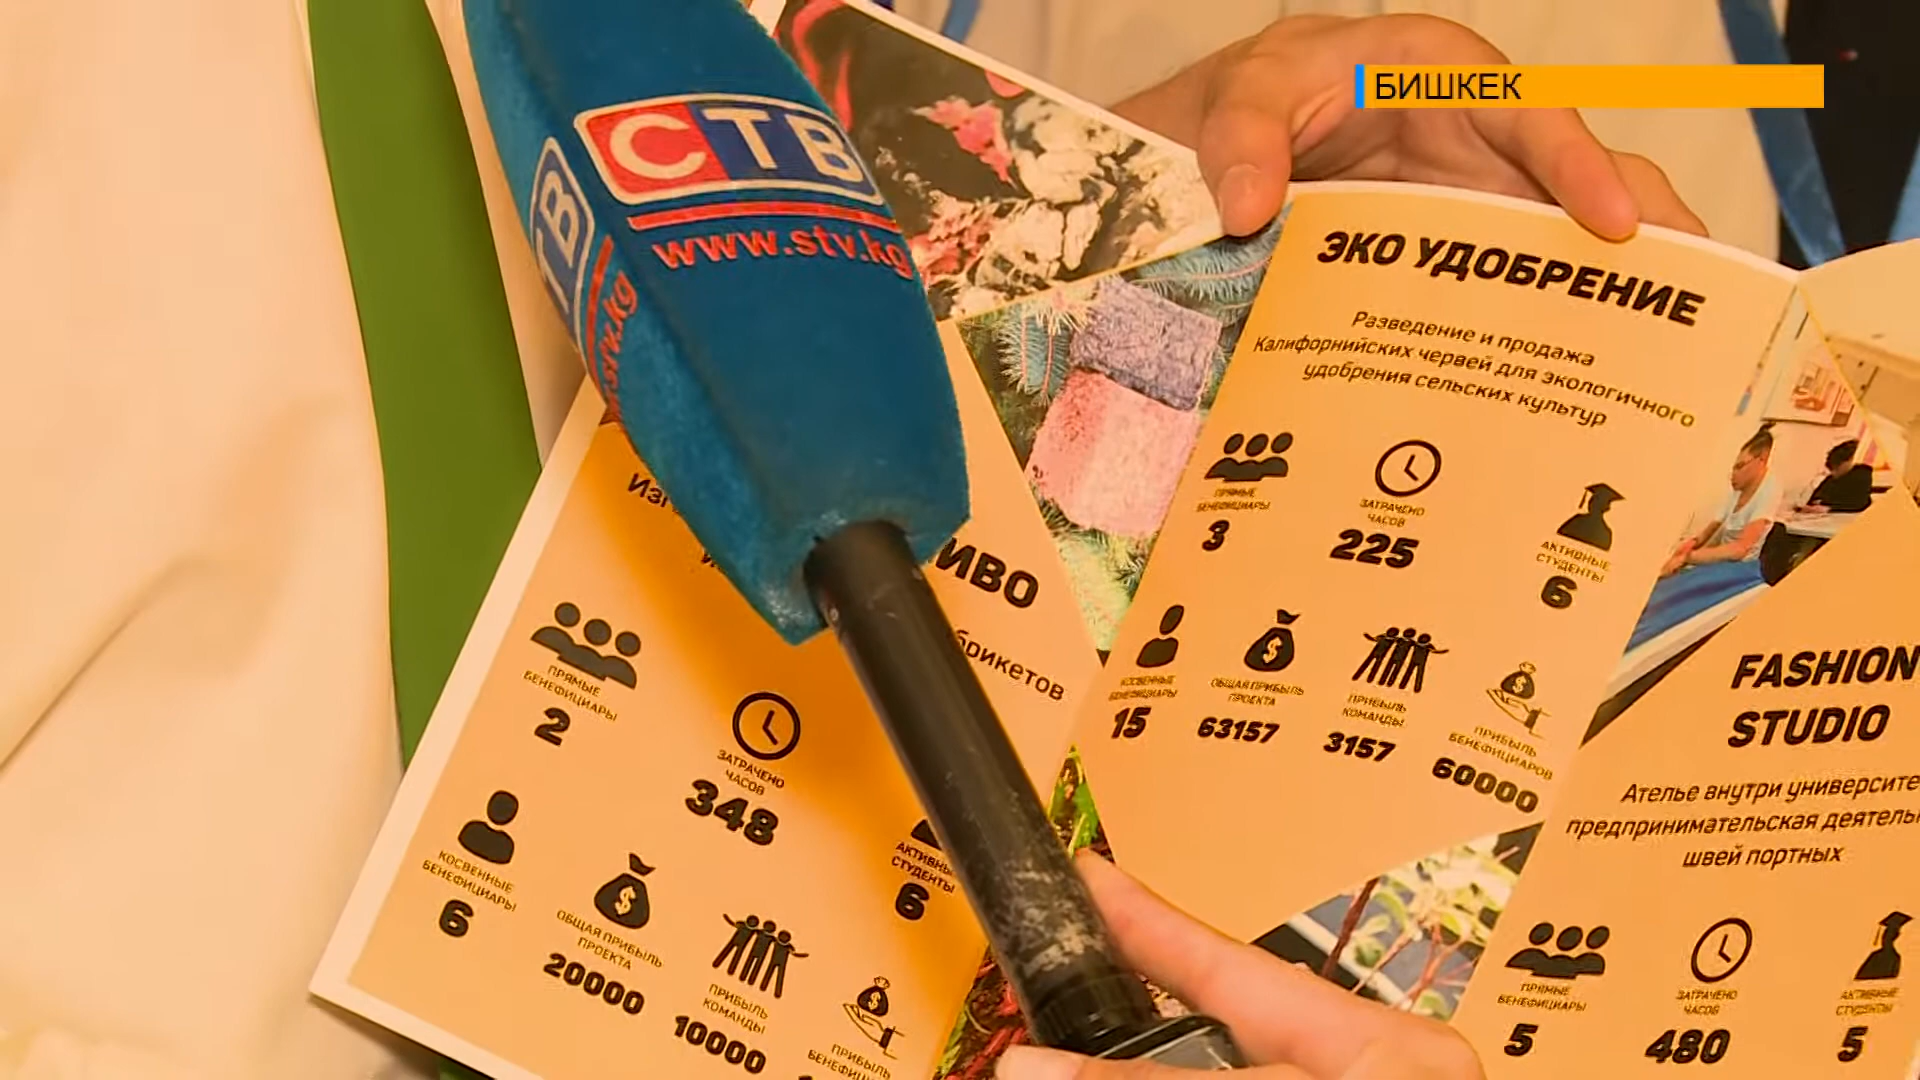 БИШКЕК
СТВ
www.stv.kg
ТВ
ИВО
брикетов
ПРЯМЫЕ
БЕНЕФИЦИАРЫ
2
ЗАТРАЧЕНО
ЧАСОВ
348
АКТИВНЫЕ
СТУДЕНТЫ
6
КОСВЕННЫЕ
БЕНЕФИЦИАРЫ
6
ОБЩАЯ ПРИБЫЛЬ
ПРОЕКТА
20000
ПРИБЫЛЬ
КОМАНДЫ
10000
ПРИБЫЛЬ
ЭКО УДОБРЕНИЕ
Разведение и продажа
Калифорнийских червей для экологичного
удобрения сельских культур
ПРЯМЫЕ
БЕНЕФИЦИАРЫ
3
ЗАТРАЧЕНО
ЧАСОВ
225
АКТИВНЫЕ
СТУДЕНТЫ
6
КОСВЕННЫЕ
БЕНЕФИЦИАРЫ
15
ОБЩАЯ ПРИБЫЛЬ
ПРОЕКТА
63157
ПРИБЫЛЬ
КОМАНДЫ
3157
ПРИБЫЛЬ
БЕНЕФИЦИАРОВ
60000
FASHION
STUDIO
Ателье внутри университе
предпринимательская деятель
швей портных
ПРЯМЫЕ
БЕНЕФИЦИАРЫ
5
ЗАТРАЧЕНО
ЧАСОВ
480
АКТИВНЫЕ
СТУДЕНТЫ
5